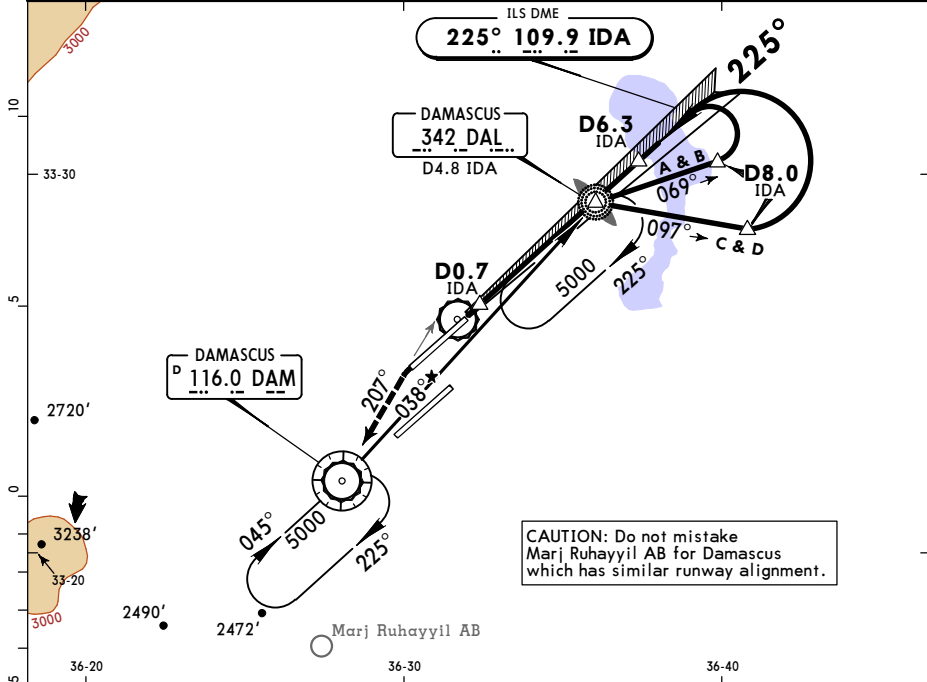 ILS DME
225° 109.9 IDA
225°
3000
10
DAMASCUS
342 DAL
D4.8 IDA
D6.3
IDA
A & B
069°
D8.0
IDA
33-30
097°
C & D
D0.7
IDA
5000
225°
5
DAMASCUS
D 116.0 DAM
207°
038°
2720'
0
045°
5000
225°
3238'
33-20
CAUTION: Do not mistake
Marj Ruhayyil AB for Damascus
which has similar runway alignment.
3000
2490'
2472'
Marj Ruhayyil AB
5
36-20
36-30
36-40